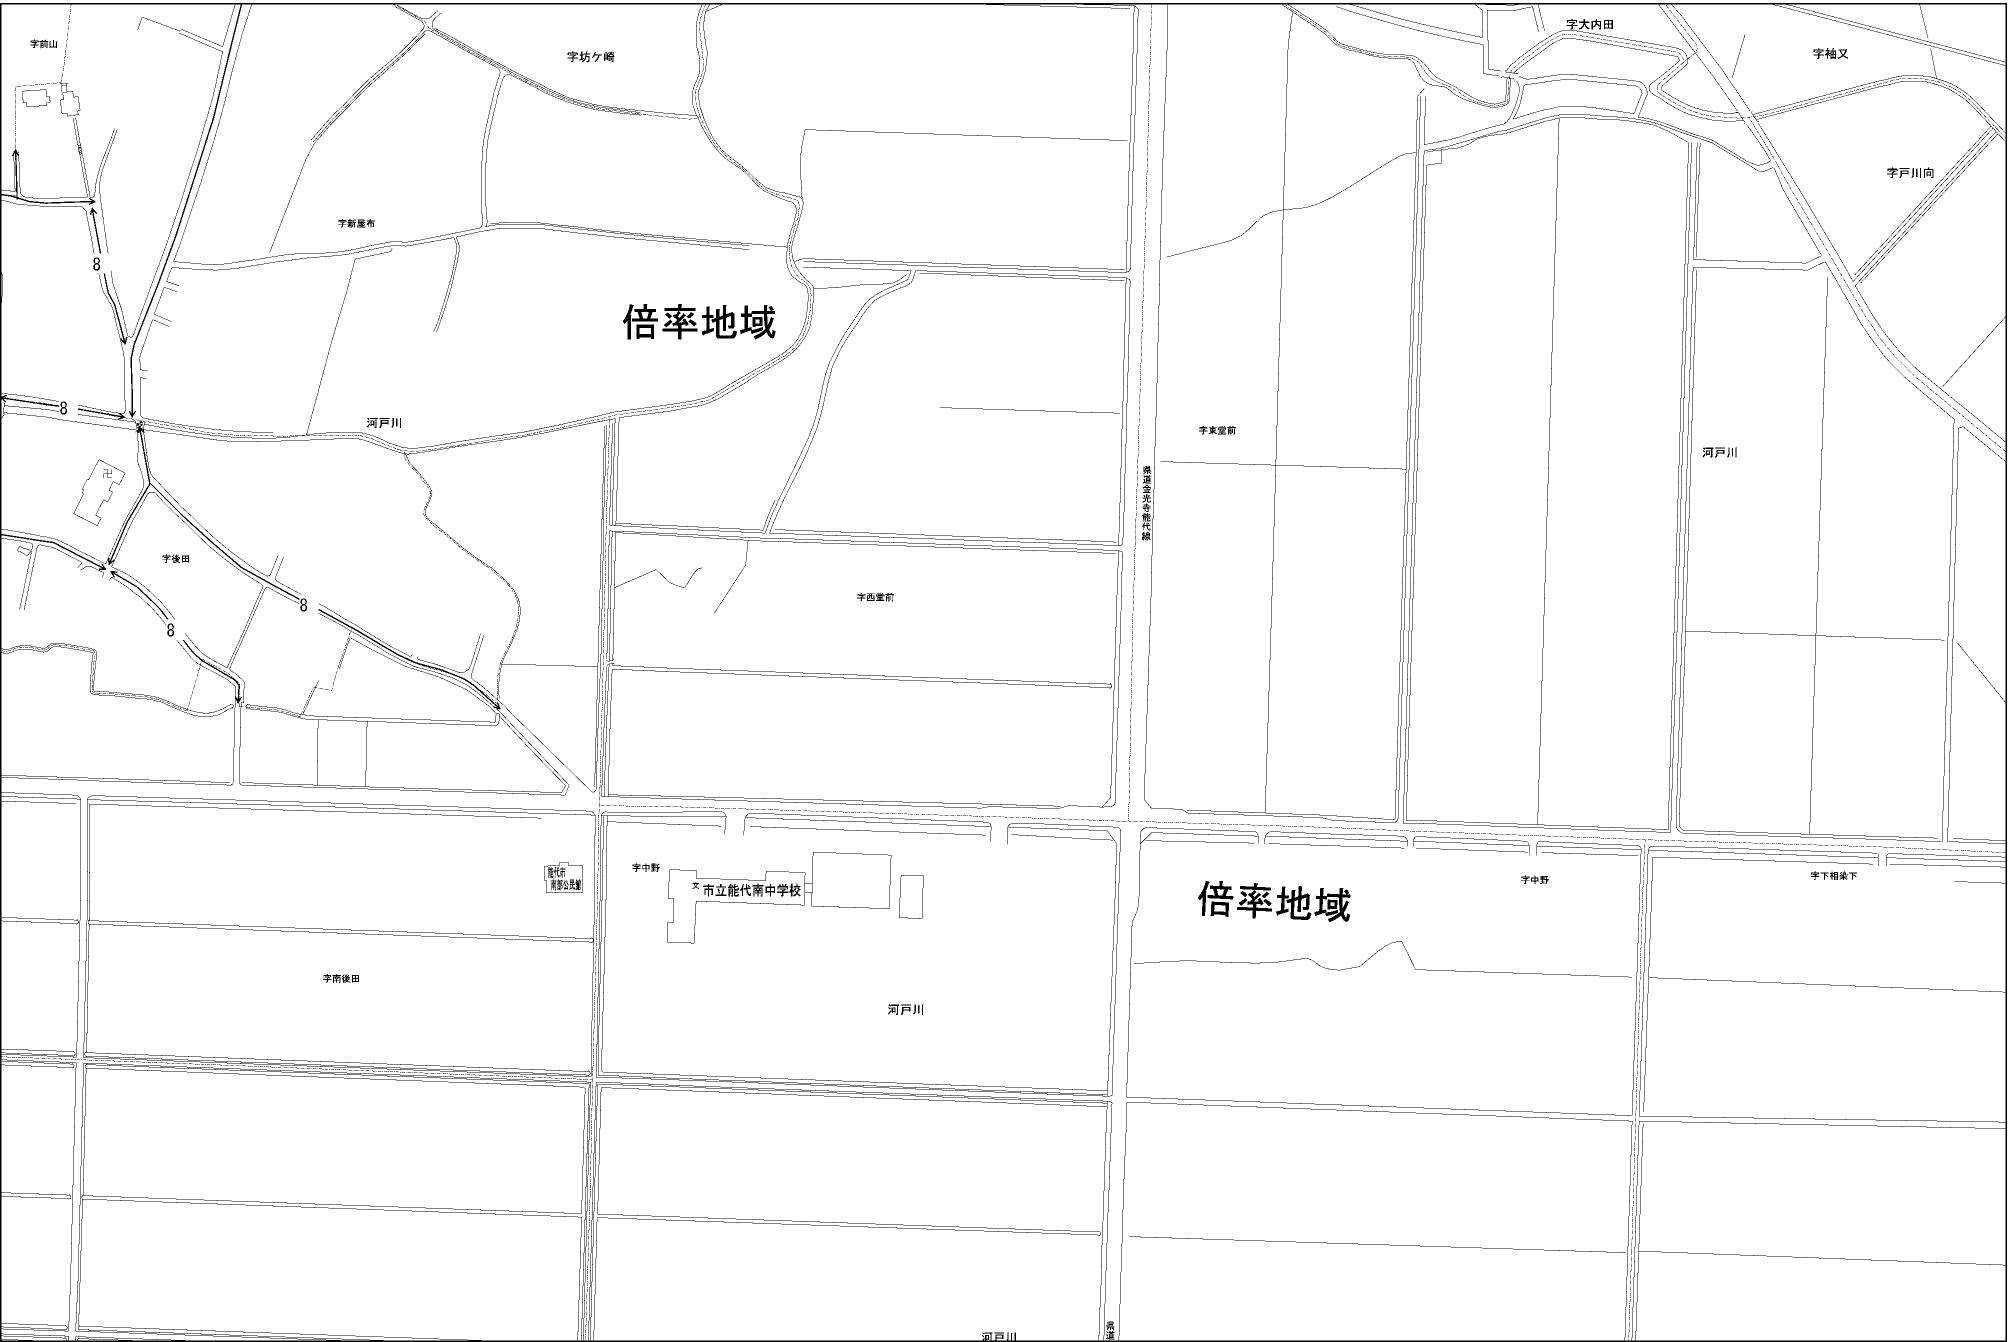 字大内田
字前山
字坊ケ崎
字袖又
字戸川向
字新屋布
8
倍率地域
8
河戸川
字東堂前
河戸川
県道金光寺能代線
字後田
字西堂前
8
8
字中野
能代市
南部公民館
文 市立能代南中学校
字中野
字下相染下
倍率地域
字南後田
河戸川
県道
河戸川